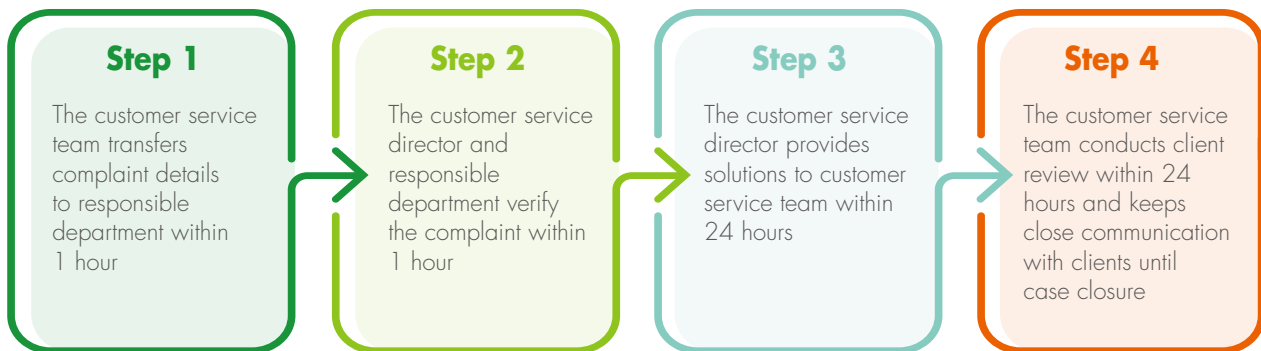 Step 1
The customer service
team transfers
complaint details
to responsible
department within
1 hour
Step 2
The customer service
director and
responsible
department verify
the complaint within
1 hour
Step 3
The customer service
director provides
solutions to customer
service team within
24 hours
Step 4
The customer service
team conducts client
review within 24
hours and keeps
close communication
with clients until
case closure